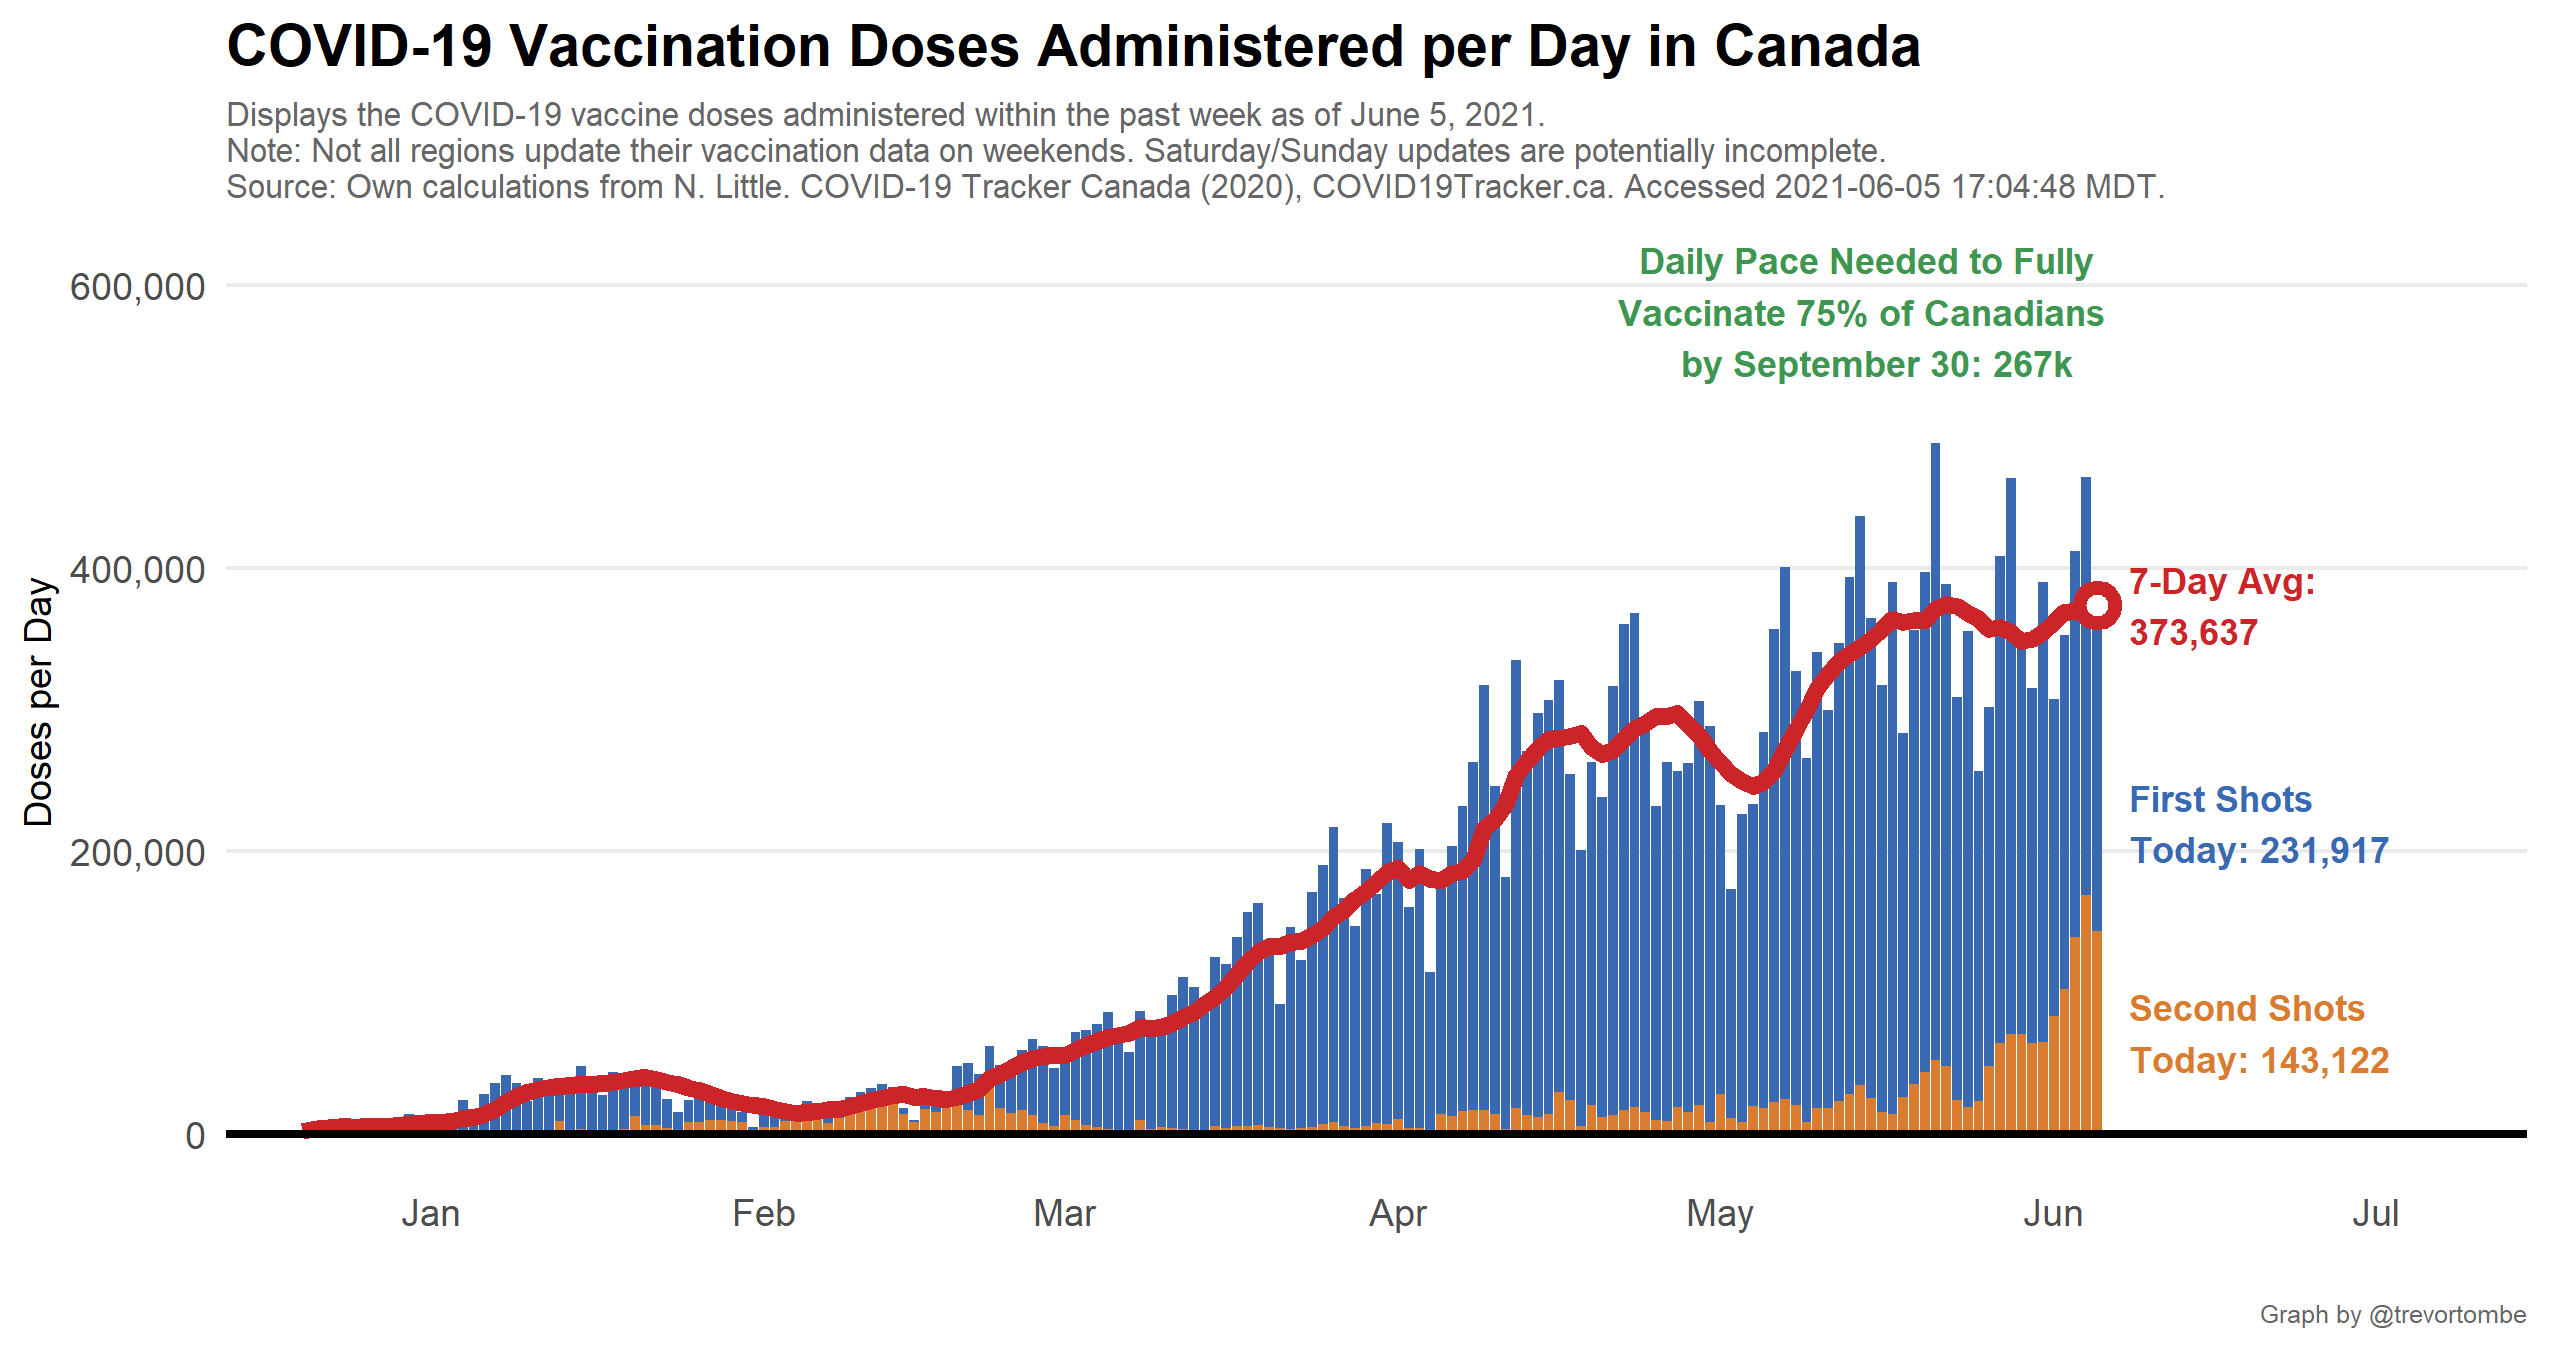 COVID-19 Vaccination Doses Administered per Day in Canada
Displays the COVID-19 vaccine doses administered within the past week as of June 5, 2021.
Note: Not all regions update their vaccination data on weekends. Saturday/Sunday updates are potentially incomplete.
Source: Own calculations from N. Little. COVID-19 Tracker Canada (2020), COVID19Tracker.ca. Accessed 2021-06-05 17:04:48 MDT.
Daily Pace Needed to Fully
Vaccinate 75% of Canadians
by September 30: 267k
600,000
400,000
200,000
0
Doses per Day
7-Day Avg:
373,637
First Shots
Today: 231,917
Second Shots
Today: 143,122
Jan Feb Mar Apr May Jun Jul
Graph by @trevortombe